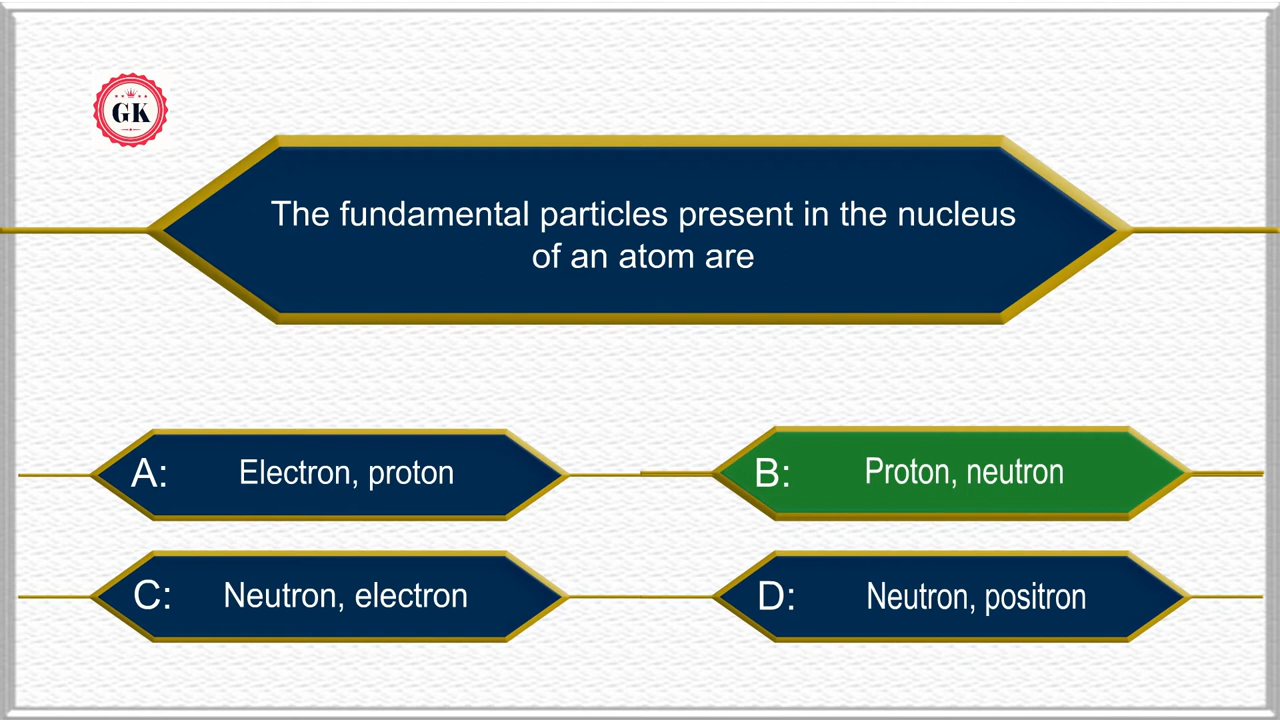 GK
The fundamental particles present in the nucleus
of an atom are
A: Electron, proton
B: Proton, neutron
C: Neutron, electron
D: Neutron, positron